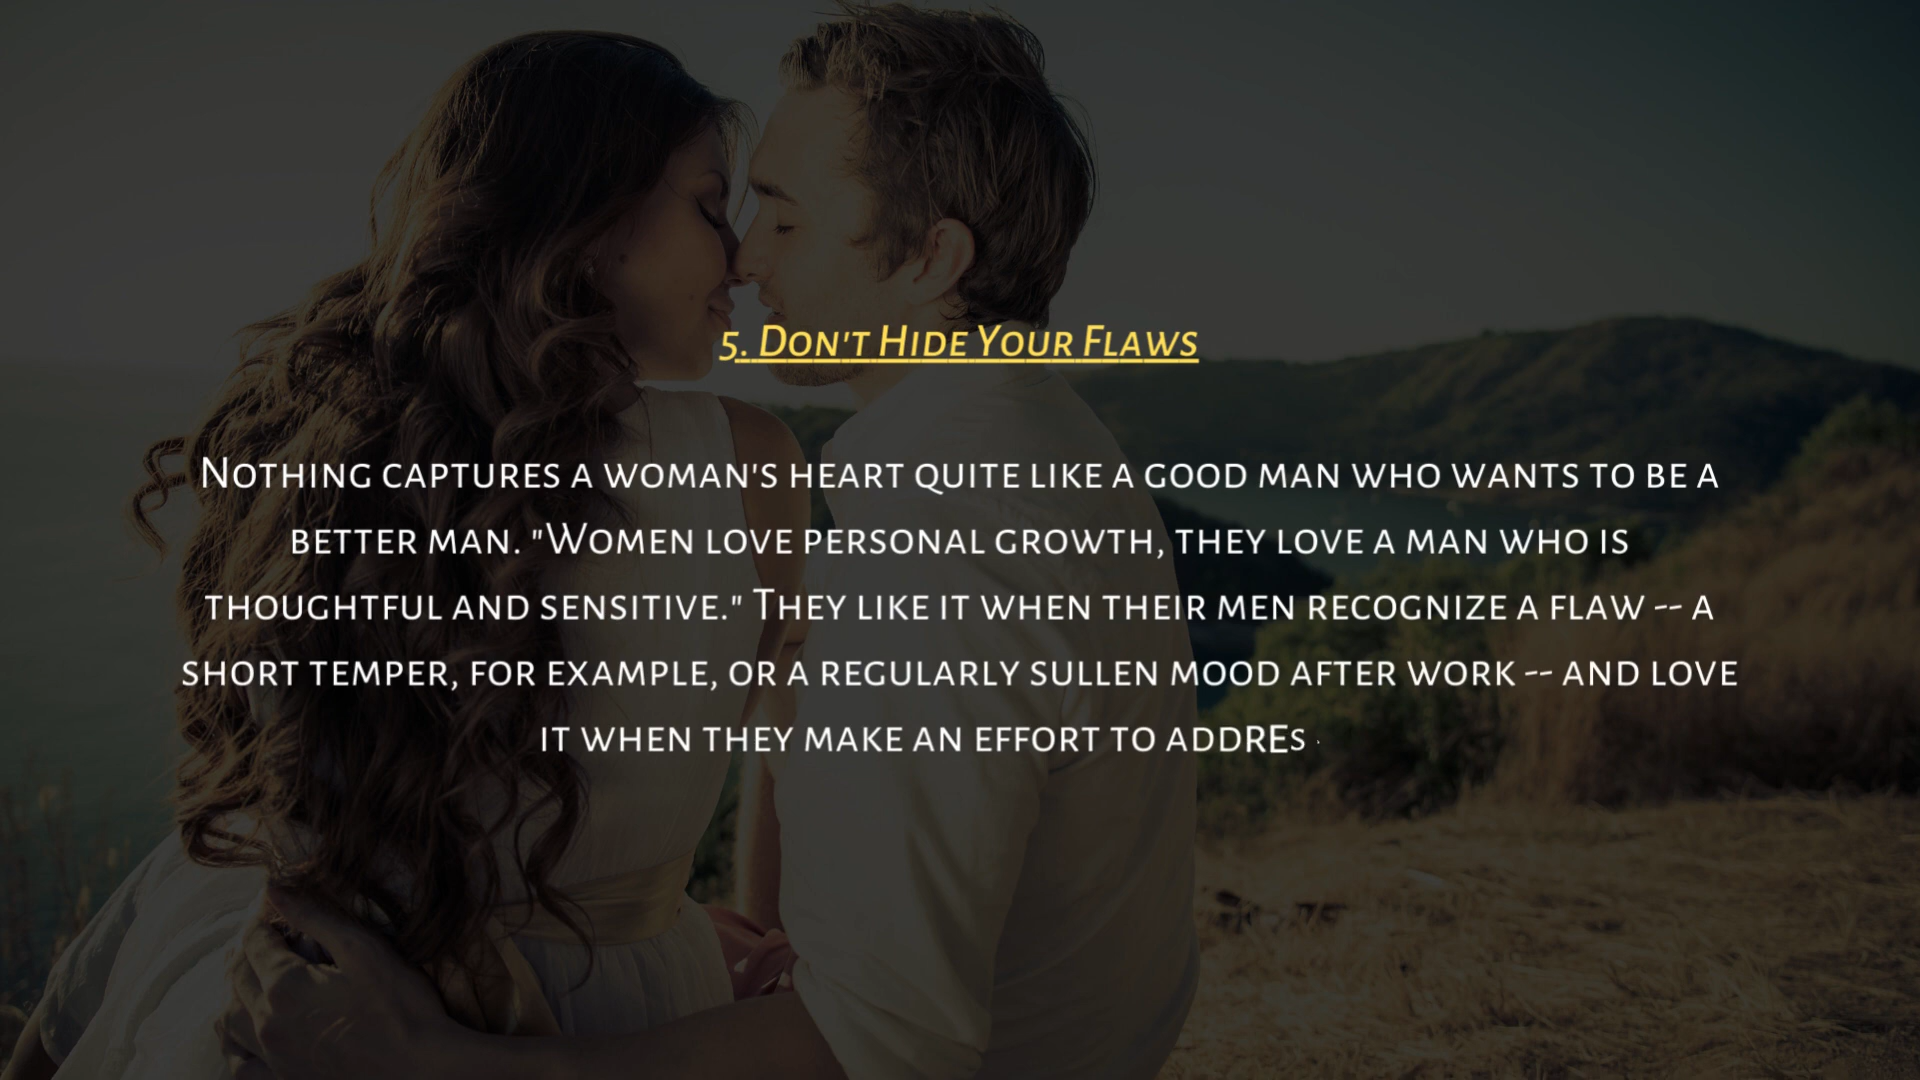 5. Don't Hide Your Flaws
Nothing captures a woman's heart quite like a good man who wants to be a
better man. "Women love personal growth, they love a man who is
thoughtful and sensitive." They like it when their men recognize a flaw -- a
short temper, for example, or a regularly sullen mood after work -- and love
it when they make an effort to addres